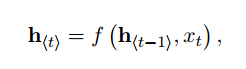 h⟨t⟩ = f (h⟨t−1⟩, xt) ,